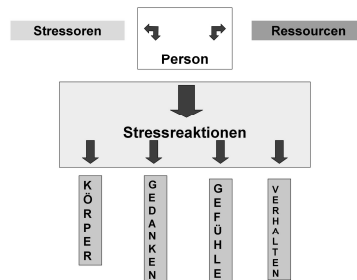 Stressoren
Ressourcen
Person
Stressreaktionen
KÖRPER
GEDANKEN
GEFÜHLE
VERHALTEN